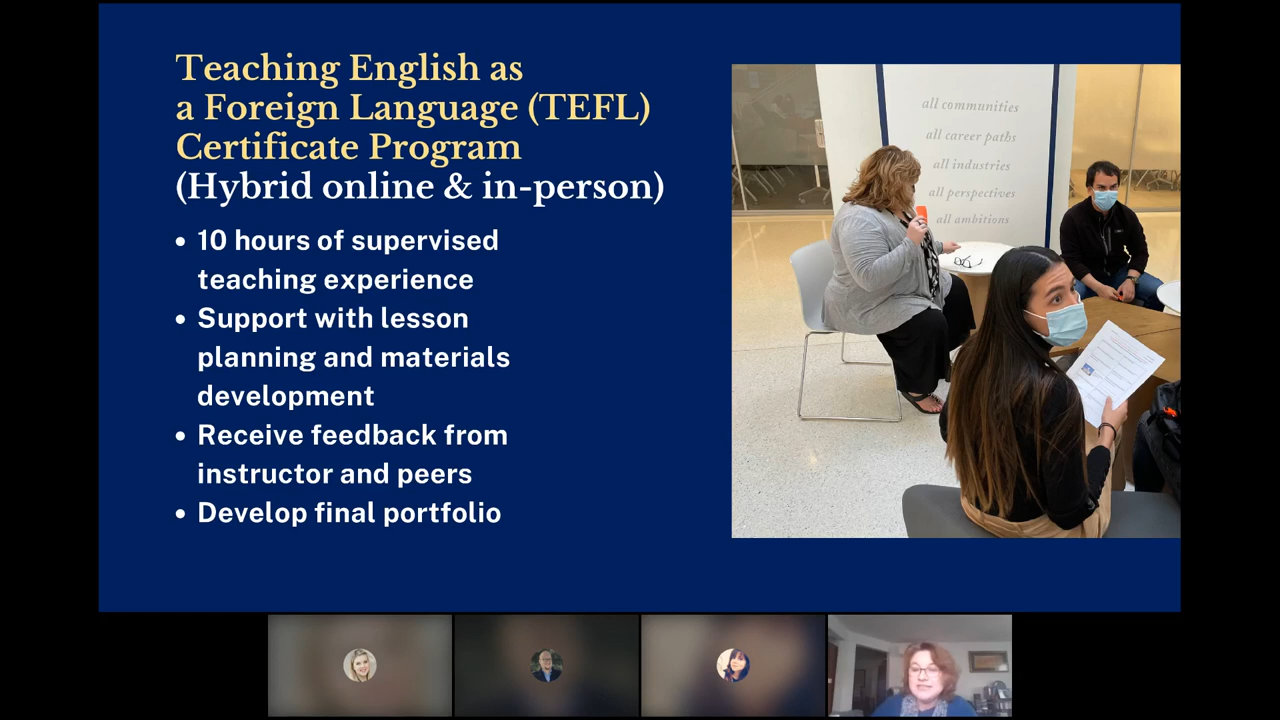 Teaching English as
a Foreign Language (TEFL)
Certificate Program
(Hybrid online & in-person)
• 10 hours of supervised
teaching experience
• Support with lesson
planning and materials
development
• Receive feedback from
instructor and peers
• Develop final portfolio
all communities
all career paths
all industries
all perspectives
all ambitions